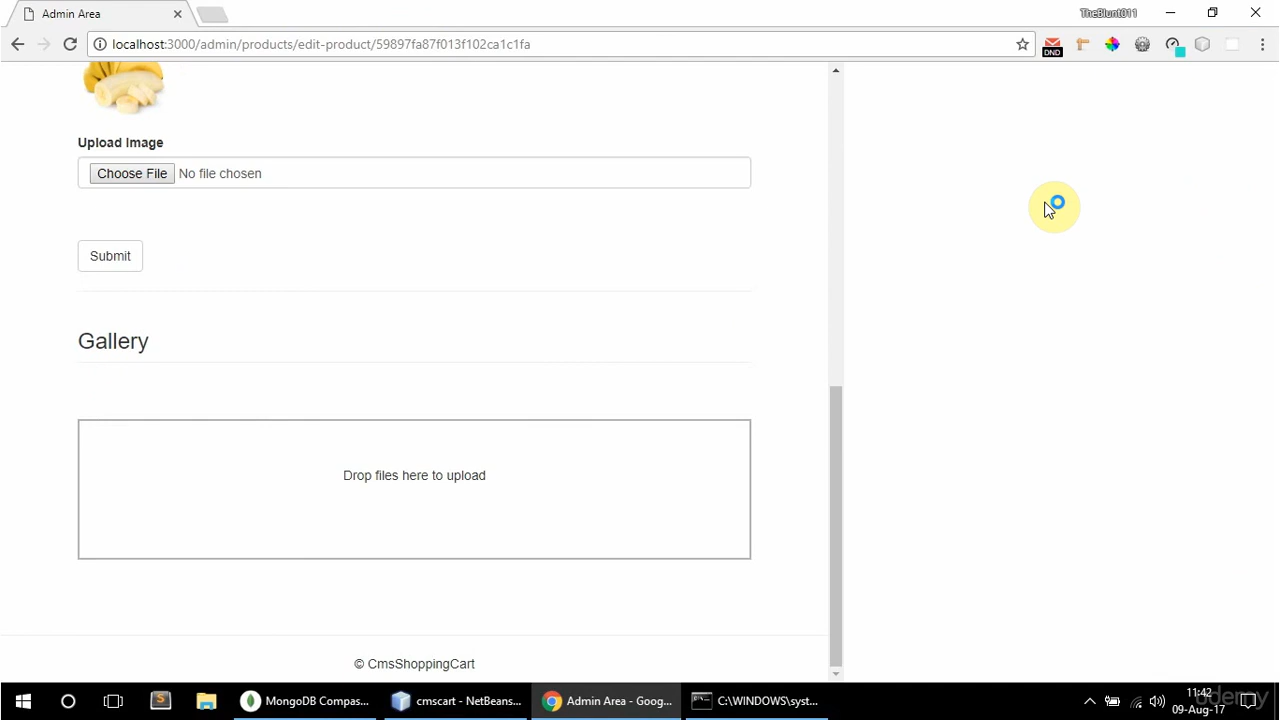 Admin Area
TheBlunt011
localhost:3000/admin/products/edit-product/59897fa87f013f102ca1c1fa
DND
Upload Image
Choose File No file chosen
Submit
Gallery
Drop files here to upload
© CmsShoppingCart
MongoDB Compas...
cmscart - NetBeans...
Admin Area - Goog...
C:\WINDOWS\syst...
11:42
09-Aug-17
udemy